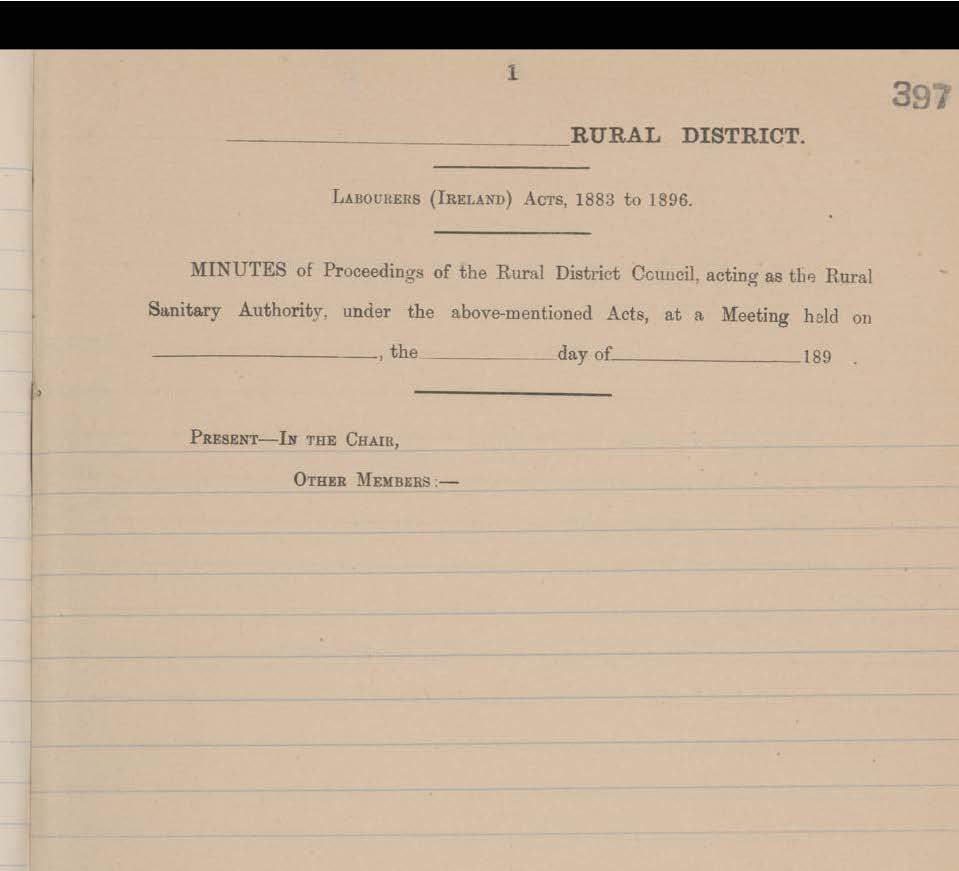 1
397
RURAL DISTRICT.
LABOURERS (IRELAND) ACTS, 1883 to 1896.
MINUTES of Proceedings of the Rural District Council, acting as the Rural
Sanitary Authority, under the above-mentioned Acts, at a Meeting held on
, the day of 189 .
PRESENT—IN THE CHAIR,
OTHER MEMBERS:—